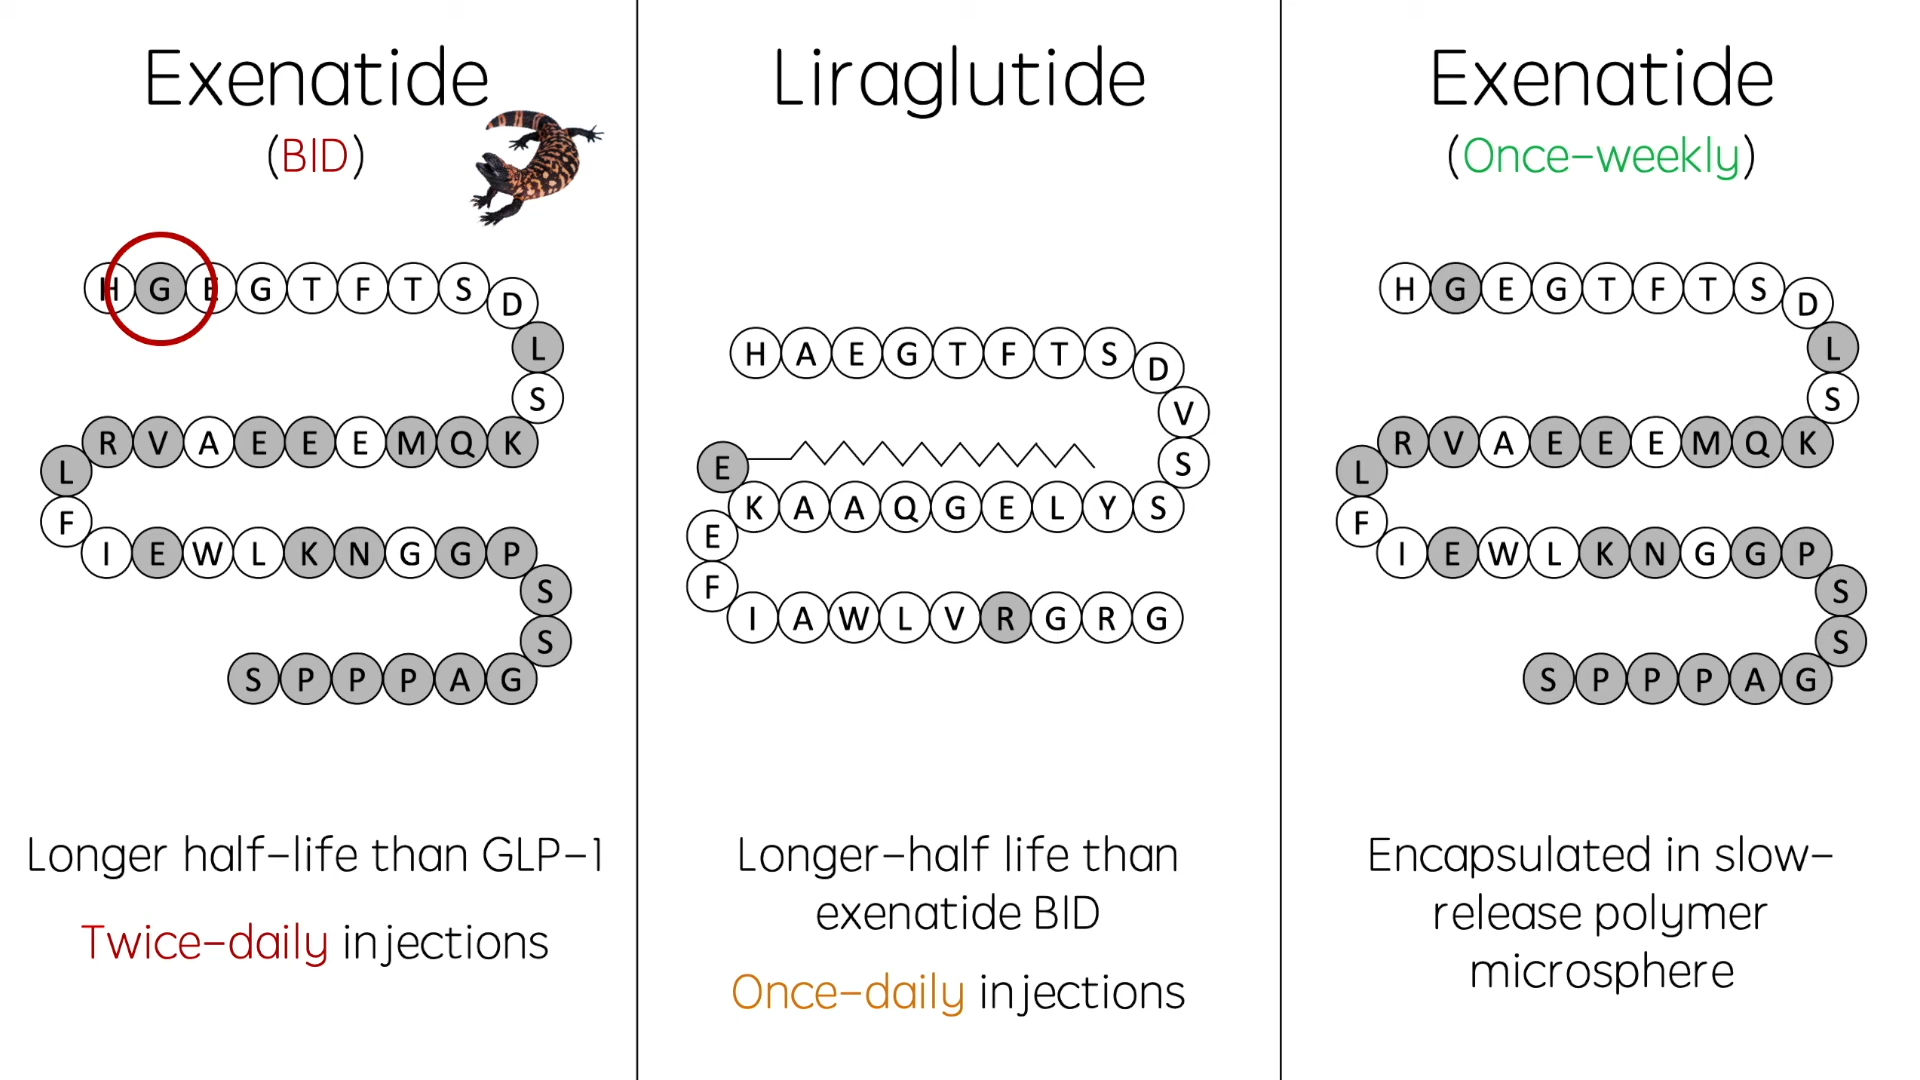 Exenatide
(BID)
H G E G T F T S D
L
S
R V A E E E M Q K
L
F
I E W L K N G G P
S
S
S P P P A G
Longer half-life than GLP-1
Twice-daily injections
Liraglutide
H A E G T F T S D
V
S
E
K A A Q G E L Y S
E
F
I A W L V R G R G
Longer-half life than
exenatide BID
Once-daily injections
Exenatide
(Once-weekly)
H G E G T F T S D
L
S
R V A E E E M Q K
L
F
I E W L K N G G P
S
S
S P P P A G
Encapsulated in slow-
release polymer
microsphere